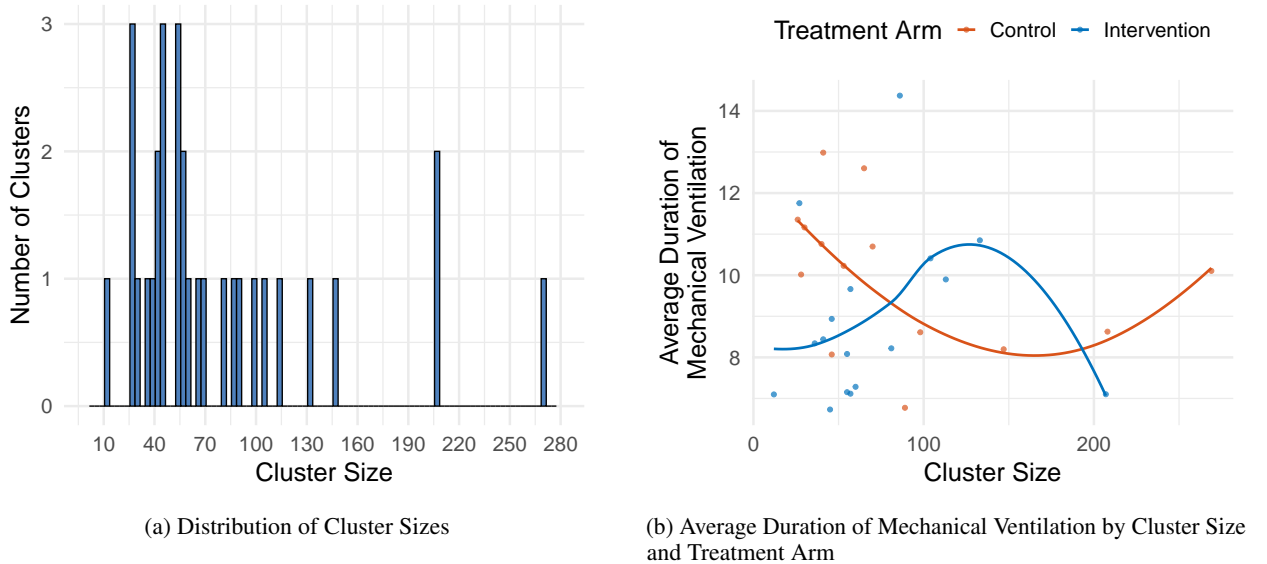 3
2
1
0
Number of Clusters
10 40 70 100 130 160 190 220 250 280
Cluster Size
(a) Distribution of Cluster Sizes
Treatment Arm Control Intervention
14
12
10
8
Average Duration of
Mechanical Ventilation
0 100 200
Cluster Size
(b) Average Duration of Mechanical Ventilation by Cluster Size
and Treatment Arm